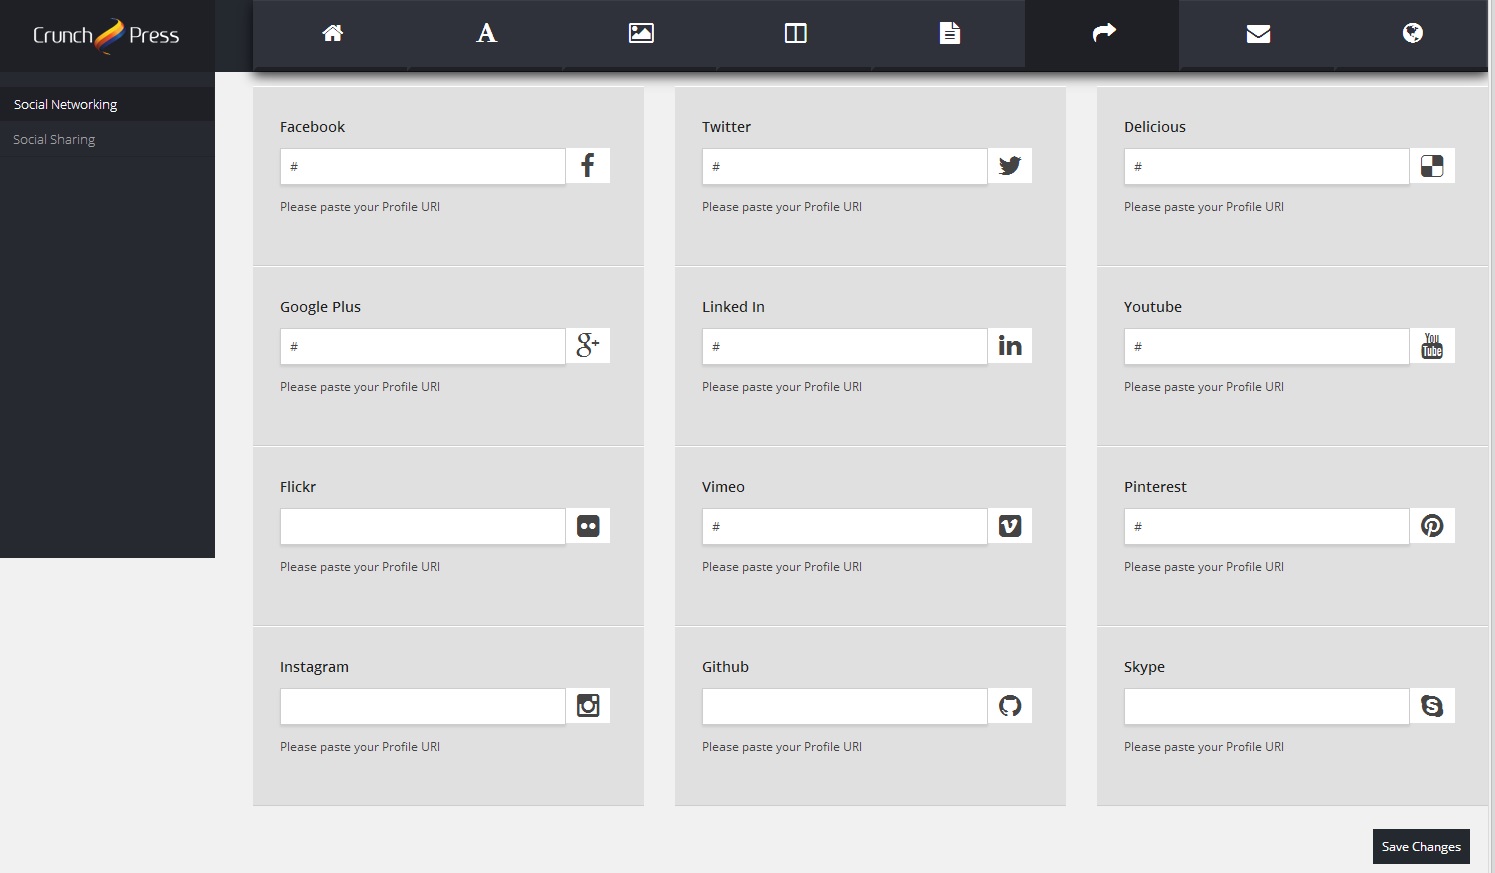 Crunch Press
Social Networking
Social Sharing
Facebook
Twitter
Delicious
#
#
#
Please paste your Profile URI
Please paste your Profile URI
Please paste your Profile URI
Google Plus
Linked In
Youtube
#
#
#
You
Tube
Please paste your Profile URI
Please paste your Profile URI
Please paste your Profile URI
Flickr
Vimeo
Pinterest
#
#
Please paste your Profile URI
Please paste your Profile URI
Please paste your Profile URI
Instagram
Github
Skype
Please paste your Profile URI
Please paste your Profile URI
Please paste your Profile URI
Save Changes